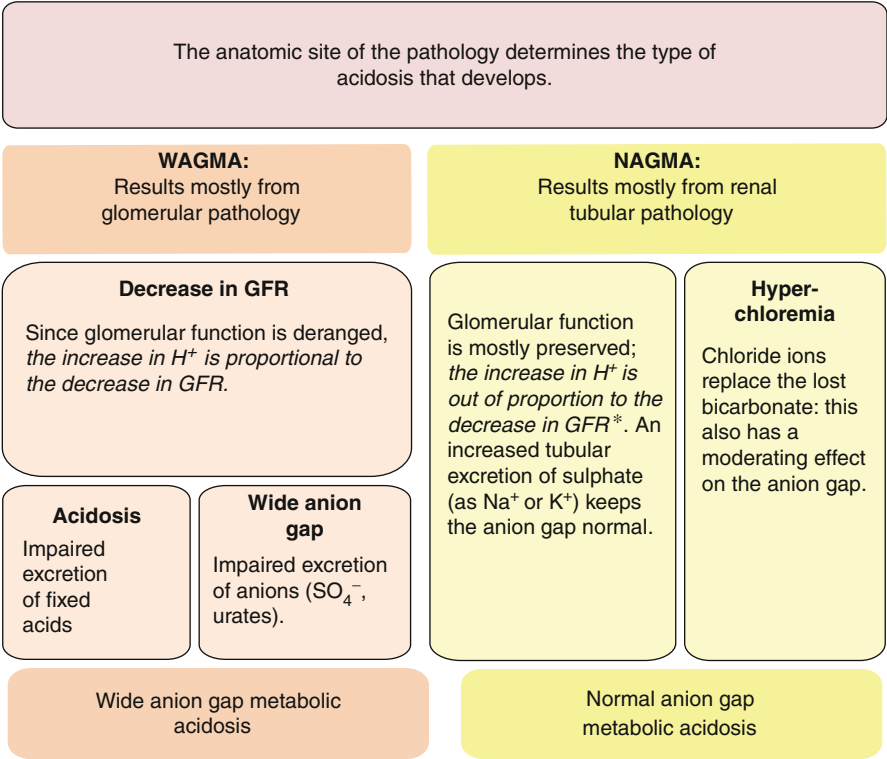 The anatomic site of the pathology determines the type of
acidosis that develops.
WAGMA:
Results mostly from
glomerular pathology
NAGMA:
Results mostly from renal
tubular pathology
Decrease in GFR
Since glomerular function is deranged,
the increase in H⁺ is proportional to
the decrease in GFR.
Acidosis
Impaired
excretion
of fixed
acids
Wide anion
gap
Impaired excretion
of anions (SO₄⁻,
urates).
Glomerular function
is mostly preserved;
the increase in H⁺ is
out of proportion to the
decrease in GFR*. An
increased tubular
excretion of sulphate
(as Na⁺ or K⁺) keeps
the anion gap normal.
Hyper-
chloremia
Chloride ions
replace the lost
bicarbonate: this
also has a
moderating effect
on the anion gap.
Wide anion gap metabolic
acidosis
Normal anion gap
metabolic acidosis